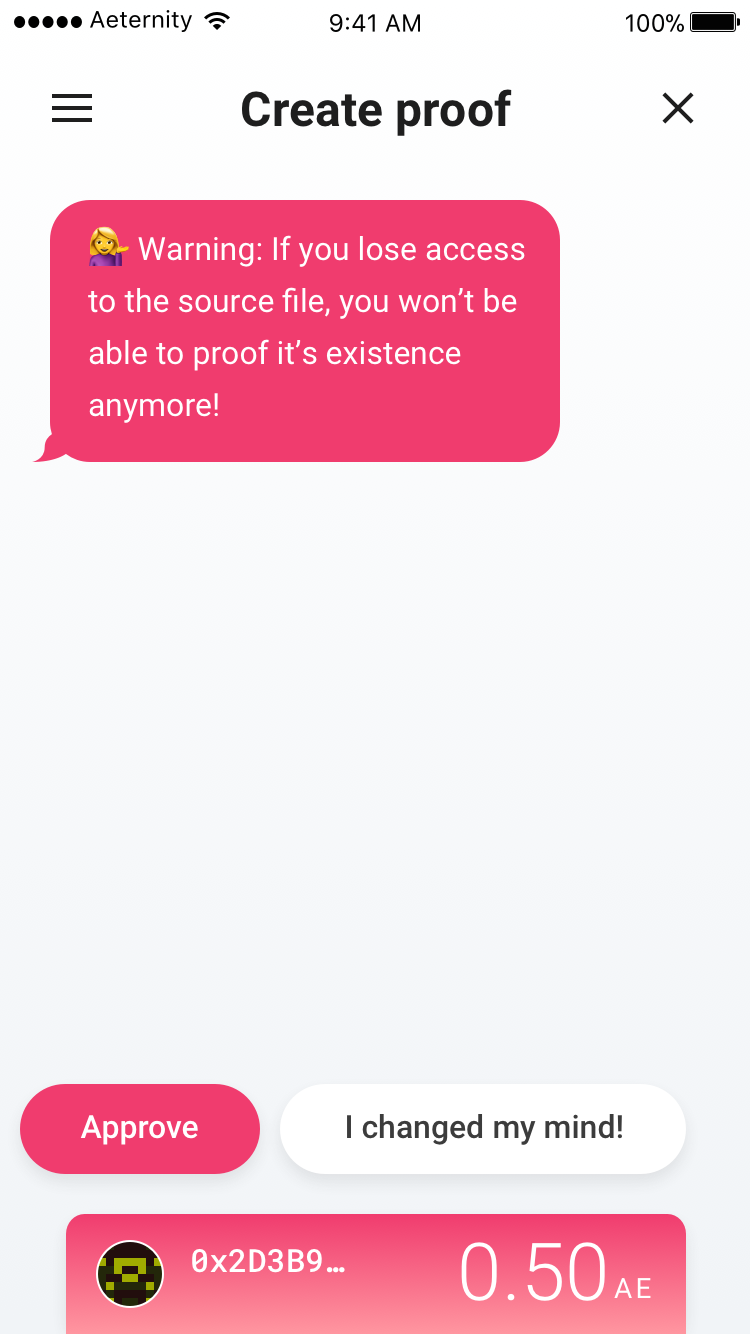 Aeternity 9:41 AM 100%
Create proof
💁‍♀️ Warning: If you lose access
to the source file, you won’t be
able to proof it’s existence
anymore!
Approve I changed my mind!
0x2D3B9… 0.50 AE